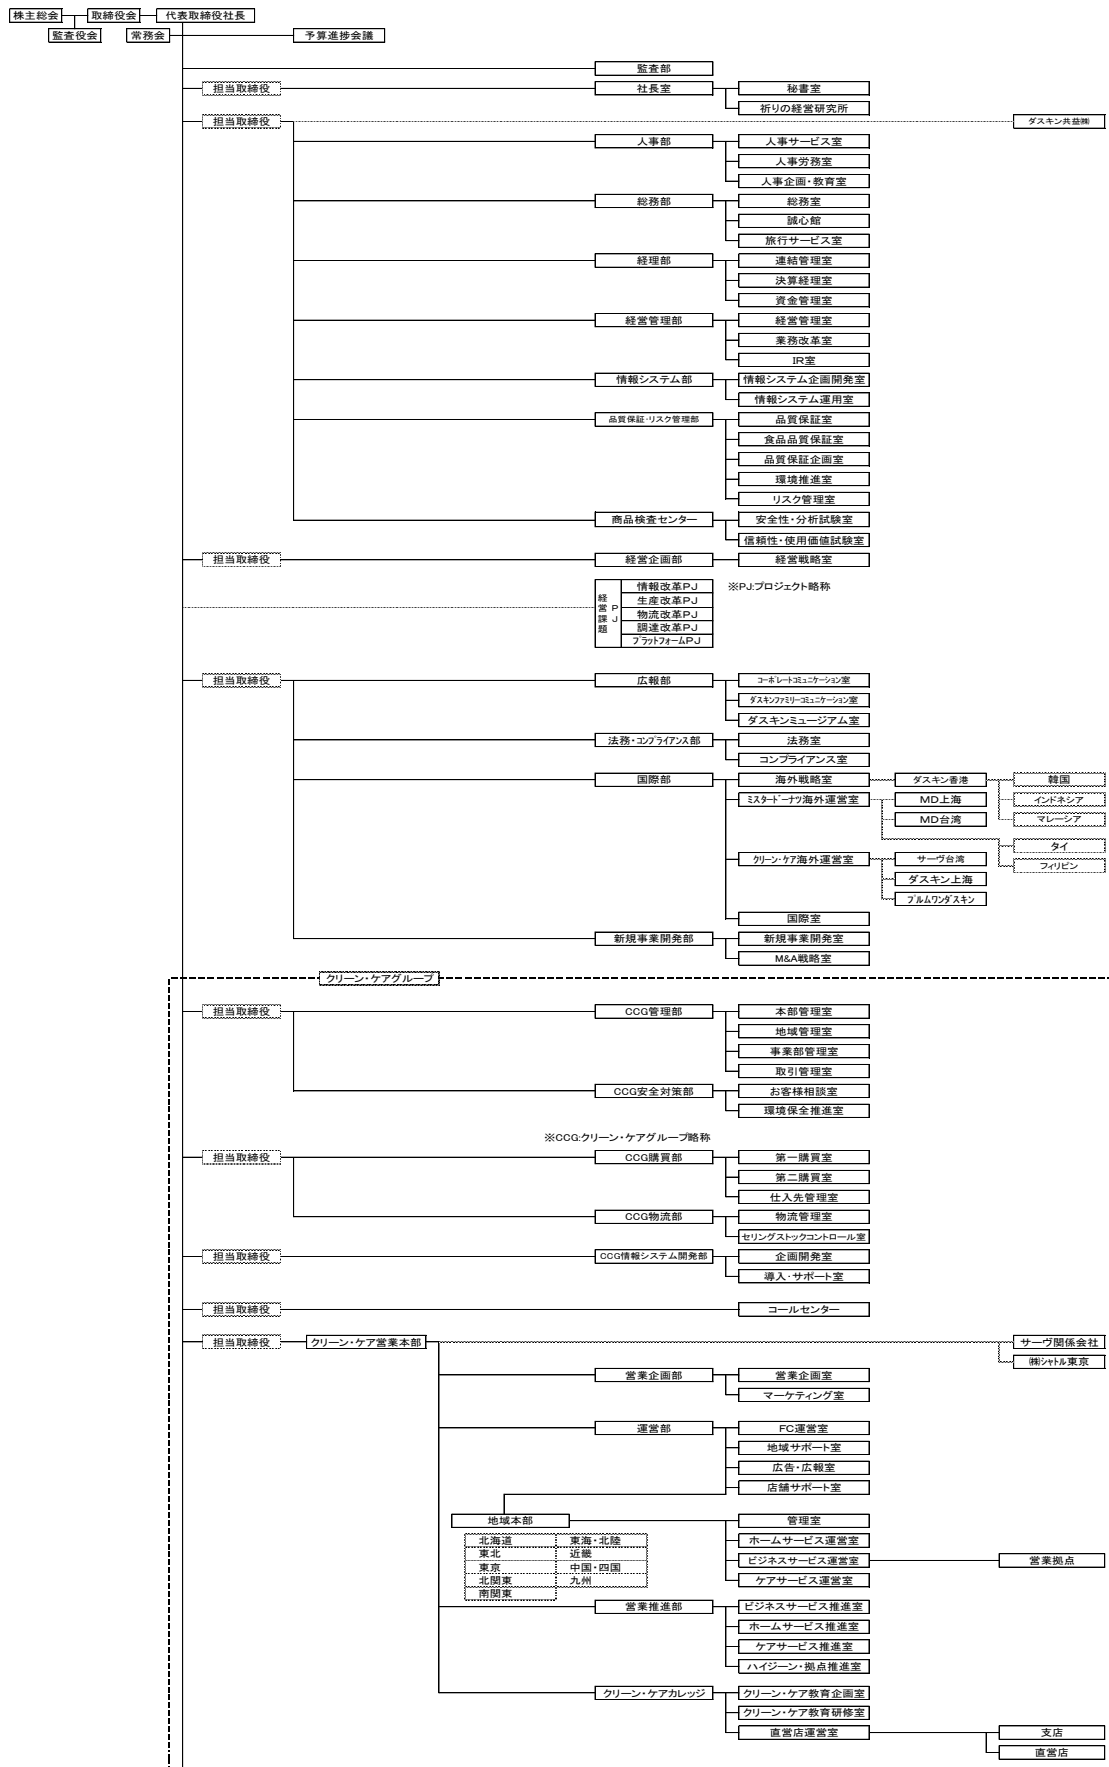 株主総会 取締役会 代表取締役社長
監査役会 常務会 予算進捗会議
監査部
担当取締役 社長室 秘書室
祈りの経営研究所
担当取締役 ダスキン共益㈱
人事部 人事サービス室
人事労務室
人事企画・教育室
総務部 総務室
誠心館
旅行サービス室
経理部 連結管理室
決算経理室
資金管理室
経営管理部 経営管理室
業務改革室
IR室
情報システム部 情報システム企画開発室
情報システム運用室
品質保証・リスク管理部 品質保証室
食品品質保証室
品質保証企画室
環境推進室
リスク管理室
商品検査センター 安全性・分析試験室
信頼性・使用価値試験室
担当取締役 経営企画部 経営戦略室
経営課題PJ 情報改革PJ ※PJ:プロジェクト略称
生産改革PJ
物流改革PJ
調達改革PJ
プラットフォームPJ
担当取締役 広報部 コーポレートコミュニケーション室
ダスキンファミリーコミュニケーション室
ダスキンミュージアム室
法務・コンプライアンス部 法務室
コンプライアンス室
国際部 海外戦略室 ダスキン香港 韓国
ミスタードーナツ海外運営室 MD上海 インドネシア
MD台湾 マレーシア
タイ
クリーン・ケア海外運営室 サーヴ台湾 フィリピン
ダスキン上海
ブルムワンダスキン
国際室
新規事業開発部 新規事業開発室
M&A戦略室
クリーン・ケアグループ
担当取締役 CCG管理部 本部管理室
地域管理室
事業部管理室
取引管理室
CCG安全対策部 お客様相談室
環境保全推進室
※CCG:クリーン・ケアグループ略称
担当取締役 CCG購買部 第一購買室
第二購買室
仕入先管理室
CCG物流部 物流管理室
セリングストックコントロール室
担当取締役 CCG情報システム開発部 企画開発室
導入・サポート室
担当取締役 コールセンター
担当取締役 クリーン・ケア営業本部 サーヴ関係会社
㈱シャトル東京
営業企画部 営業企画室
マーケティング室
運営部 FC運営室
地域サポート室
広告・広報室
店舗サポート室
地域本部 管理室
北海道 東海・北陸 ホームサービス運営室
東北 近畿 ビジネスサービス運営室 営業拠点
東京 中国・四国
北関東 九州 ケアサービス運営室
南関東
営業推進部 ビジネスサービス推進室
ホームサービス推進室
ケアサービス推進室
ハイジーン・拠点推進室
クリーン・ケアカレッジ クリーン・ケア教育企画室
クリーン・ケア教育研修室
直営店運営室 支店
直営店